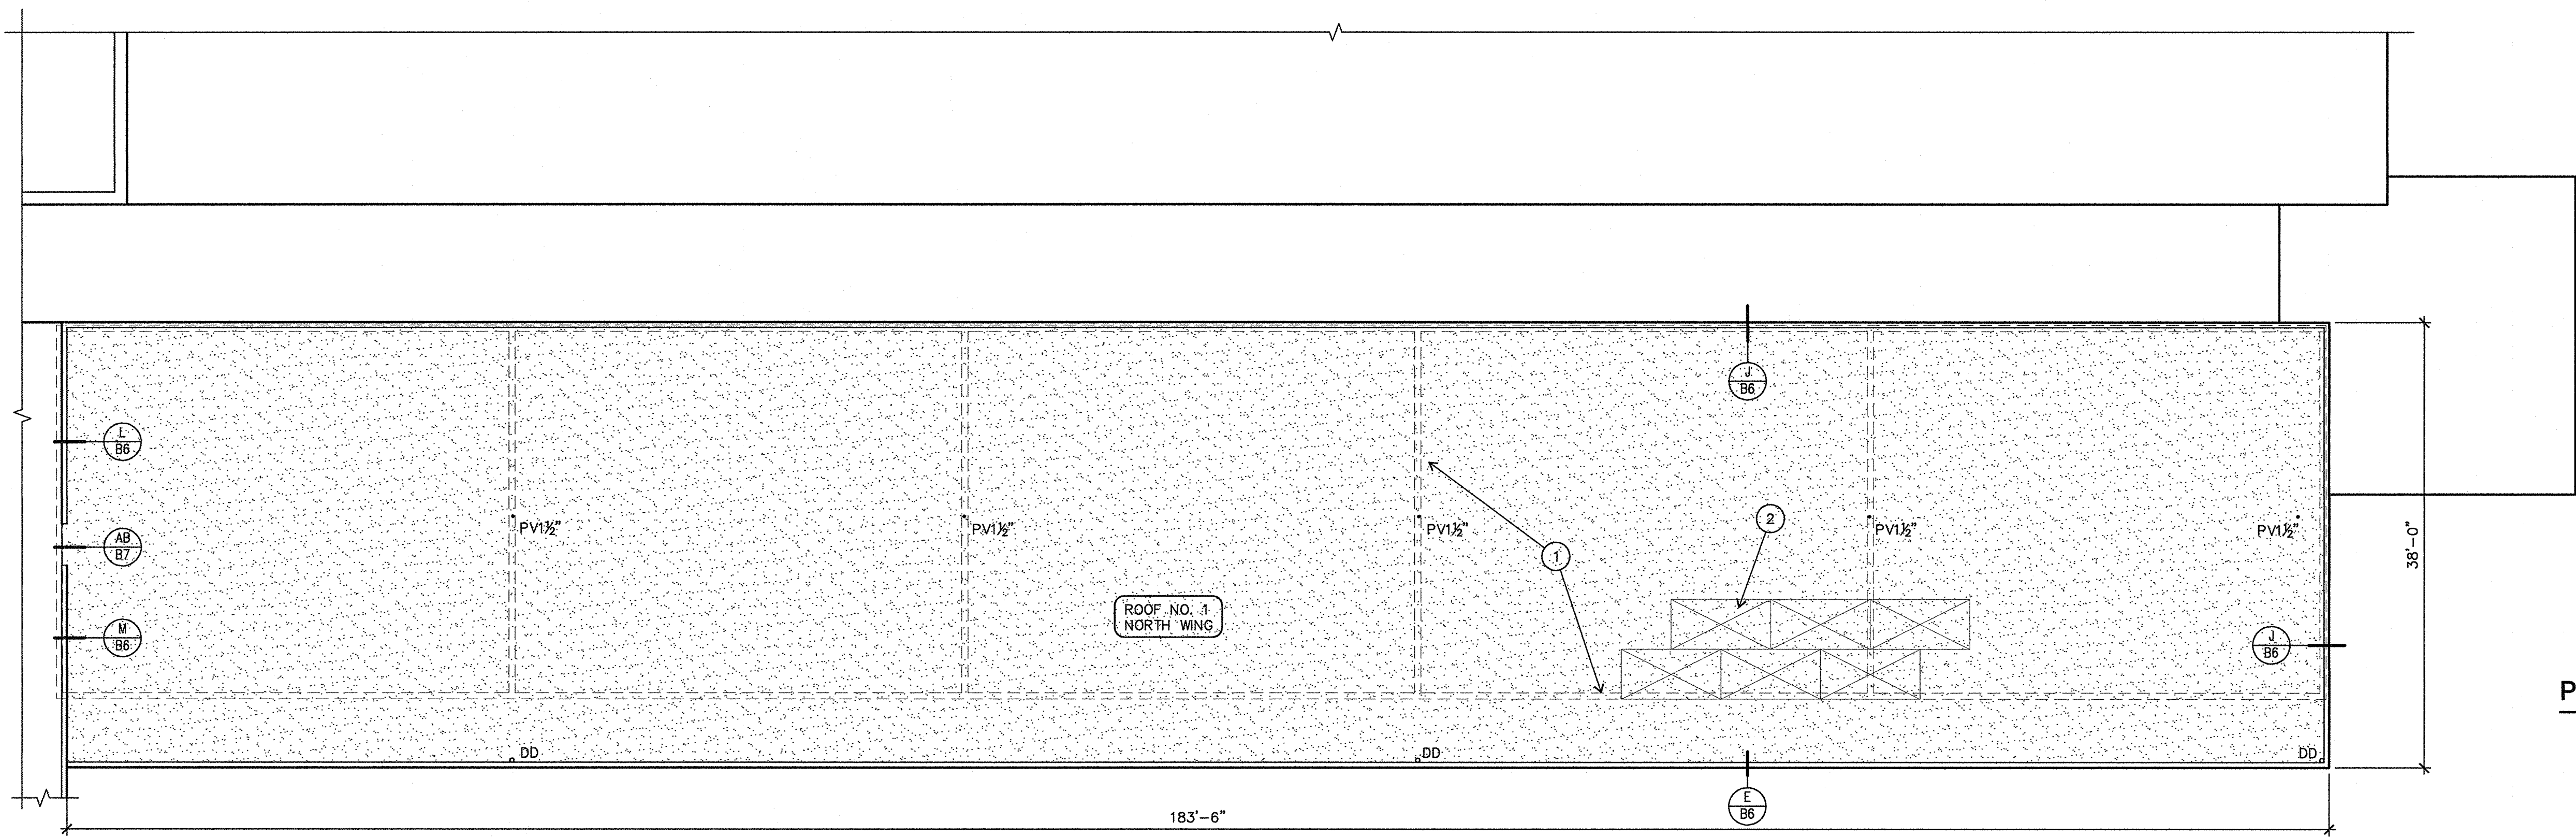 J
B6
L
B6
PV1½"
PV1½"
PV1½"
PV1½"
PV1½"
2
AB
B7
1
38'-0"
ROOF NO. 1
NORTH WING
M
B6
J
B6
P
DD
DD
DD
E
B6
183'-6"